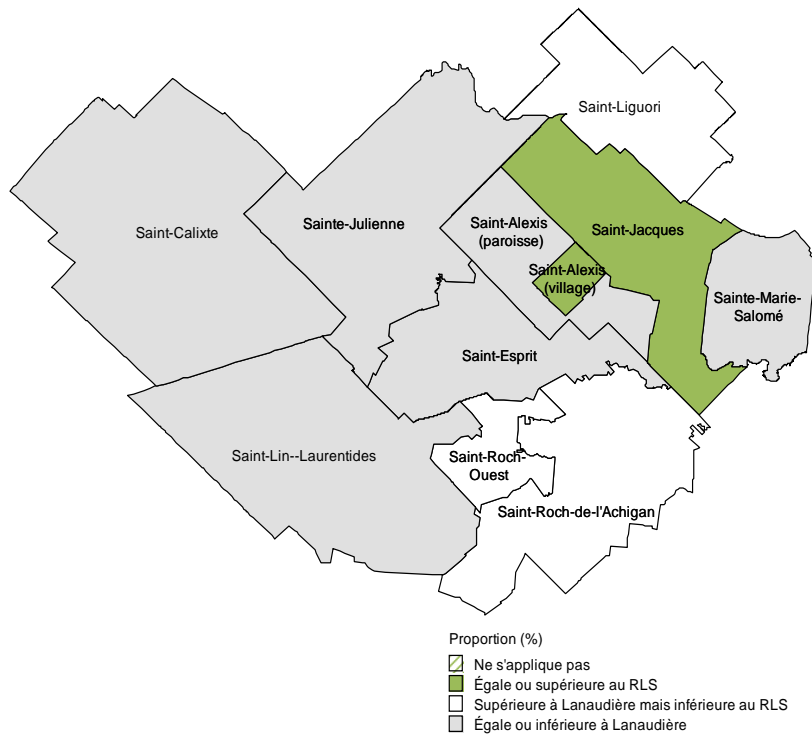 Saint-Liguori
Saint-Calixte
Sainte-Julienne
Saint-Alexis
(paroisse)
Saint-Jacques
Saint-Alexis
(village)
Sainte-Marie-
Salomé
Saint-Esprit
Saint-Lin--Laurentides
Saint-Roch-
Ouest
Saint-Roch-de-l'Achigan
Proportion (%)
Ne s'applique pas
Égale ou supérieure au RLS
Supérieure à Lanaudière mais inférieure au RLS
Égale ou inférieure à Lanaudière